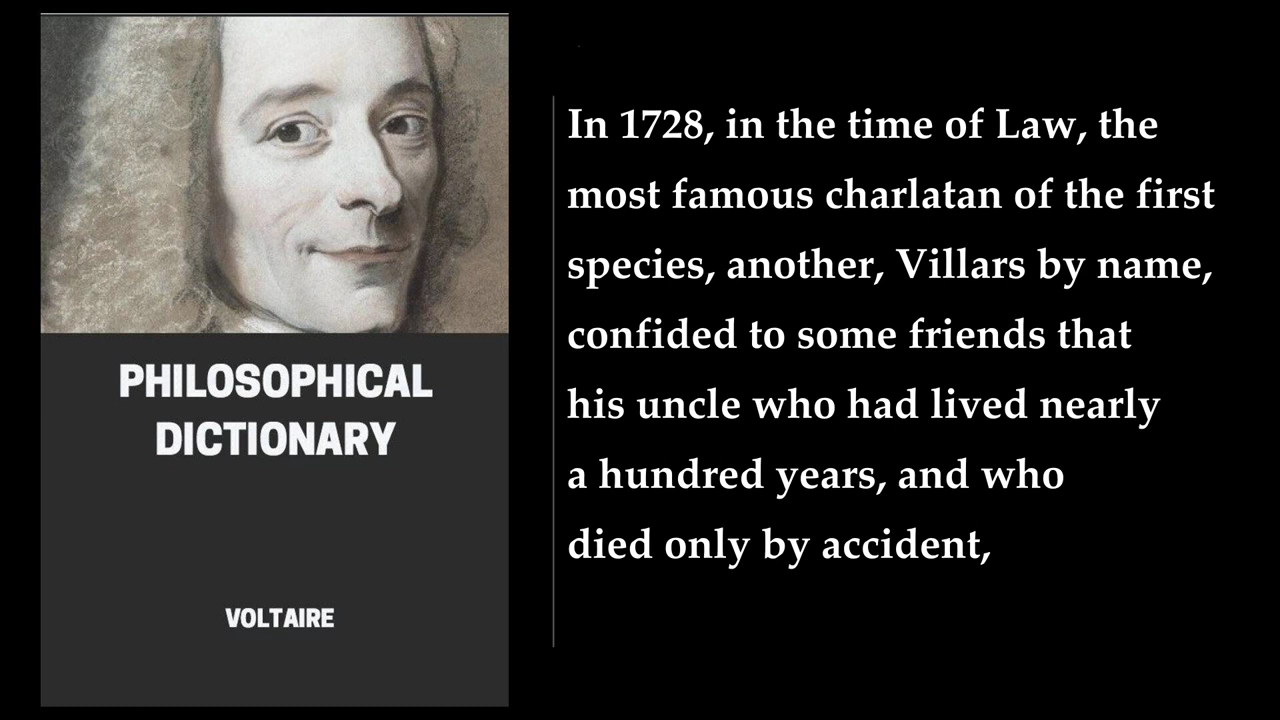 PHILOSOPHICAL
DICTIONARY
VOLTAIRE
In 1728, in the time of Law, the
most famous charlatan of the first
species, another, Villars by name,
confided to some friends that
his uncle who had lived nearly
a hundred years, and who
died only by accident,